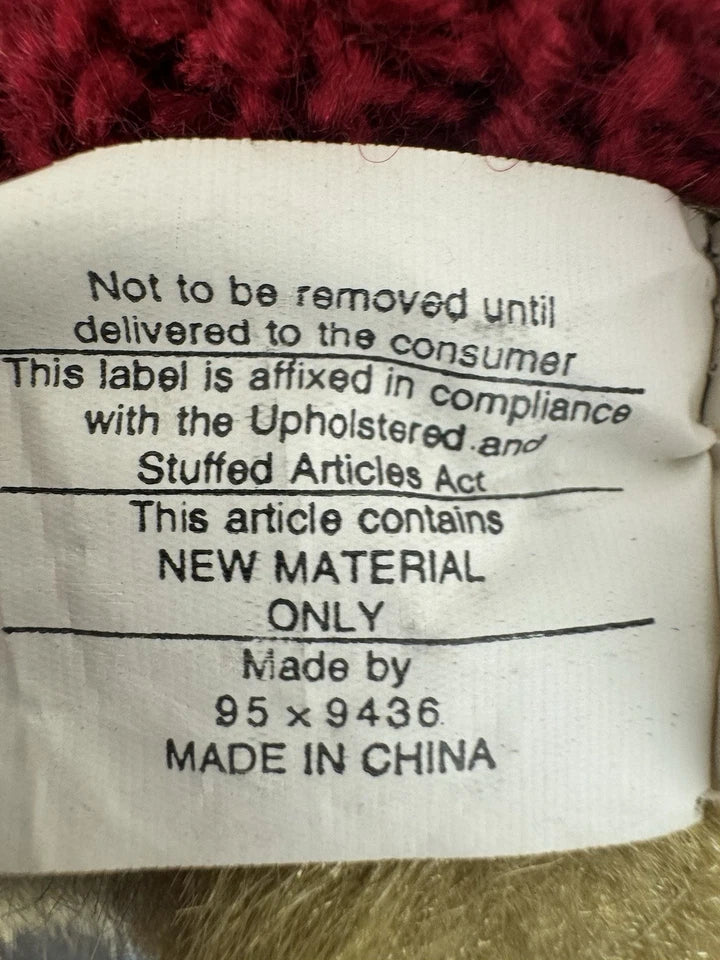 Not to be removed until
delivered to the consumer
This label is affixed in compliance
with the Upholstered and
Stuffed Articles Act
This article contains
NEW MATERIAL
ONLY
Made by
95 x 9436
MADE IN CHINA